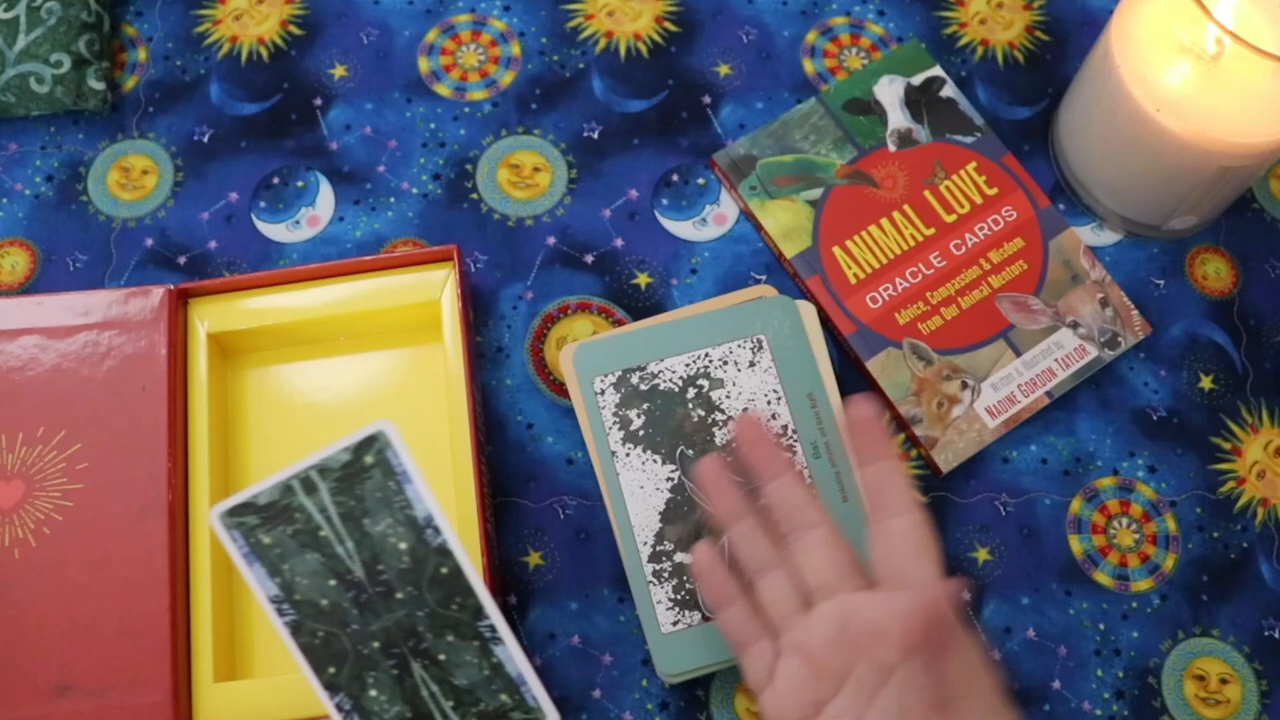 ANIMAL LOVE
ORACLE CARDS
Advice, Compassion & Wisdom
from Our Animal Mentors
Written & Illustrated by
NADINE GORDON-TAYLOR